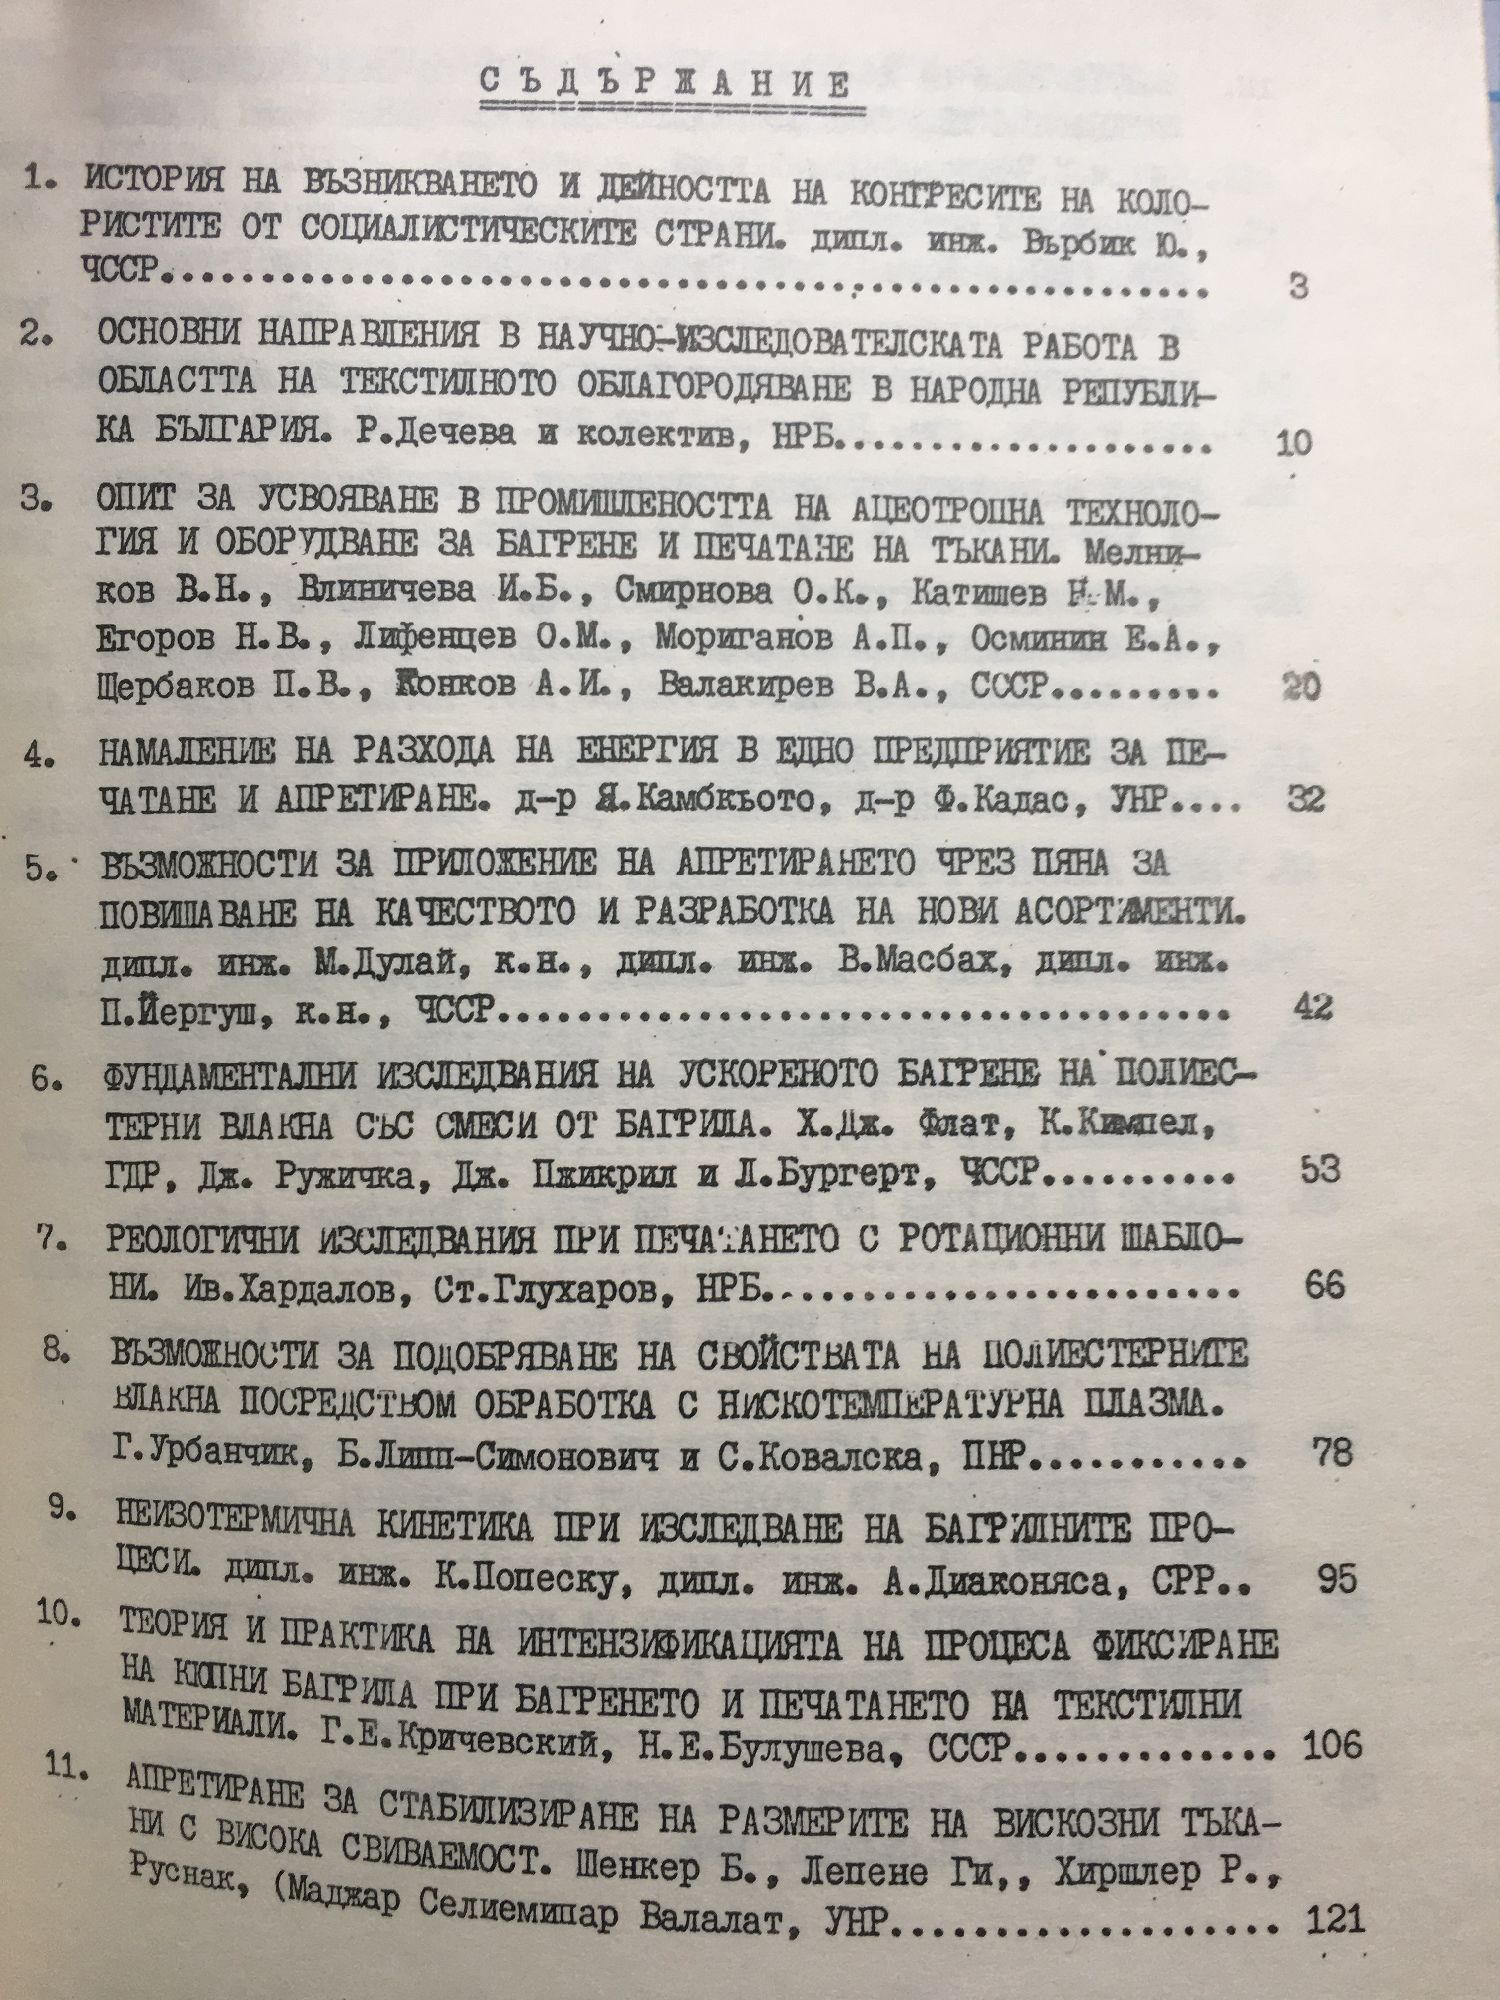 СЪДЪРЖАНИЕ
1. ИСТОРИЯ НА ВЪЗНИКВАНЕТО И ДЕЙНОСТТА НА КОНГРЕСИТЕ НА КОЛО-
РИСТИТЕ ОТ СОЦИАЛИСТИЧЕСКИТЕ СТРАНИ. дипл. инж. Върбик Ю.,
ЧССР.................................................... 3
2. ОСНОВНИ НАПРАВЛЕНИЯ В НАУЧНО-ИЗСЛЕДОВАТЕЛСКАТА РАБОТА В
ОБЛАСТТА НА ТЕКСТИЛНОТО ОБЛАГОРОДЯВАНЕ В НАРОДНА РЕПУБЛИ-
КА БЪЛГАРИЯ. Р.Дечева и колектив, НРБ................... 10
3. ОПИТ ЗА УСВОЯВАНЕ В ПРОМИШЛЕНОСТТА НА АЦЕОТРОПНА ТЕХНОЛО-
ГИЯ И ОБОРУДВАНЕ ЗА БАГРЕНЕ И ПЕЧАТАНЕ НА ТЪКАНИ. Мелни-
ков В.Н., Влиничева И.Б., Смирнова О.К., Катишев Н.М.,
Егоров Н.В., Лифенцев О.М., Мориганов А.П., Осминин Е.А.,
Щербаков П.В., Конков А.И., Валакирев В.А., СССР......... 20
4. НАМАЛЕНИЕ НА РАЗХОДА НА ЕНЕРГИЯ В ЕДНО ПРЕДПРИЯТИЕ ЗА ПЕ-
ЧАТАНЕ И АПРЕТИРАНЕ. д-р Я.Камбкьото, д-р Ф.Кадас, УНР.... 32
5. ВЪЗМОЖНОСТИ ЗА ПРИЛОЖЕНИЕ НА АПРЕТИРАНЕТО ЧРЕЗ ПЯНА ЗА
ПОВИШАВАНЕ НА КАЧЕСТВОТО И РАЗРАБОТКА НА НОВИ АСОРТИМЕНТИ.
дипл. инж. М.Дулай, к.н., дипл. инж. В.Масбах, дипл. инж.
П.Йергуш, к.н., ЧССР..................................... 42
6. ФУНДАМЕНТАЛНИ ИЗСЛЕДВАНИЯ НА УСКОРЕНОТО БАГРЕНЕ НА ПОЛИЕС-
ТЕРНИ ВЛАКНА СЪС СМЕСИ ОТ БАГРИЛА. Х.Дж. Флат, К.Кимпел,
ГДР, Дж. Ружичка, Дж. Пжикрил и Л.Бургерт, ЧССР.......... 53
7. РЕОЛОГИЧНИ ИЗСЛЕДВАНИЯ ПРИ ПЕЧАТАНЕТО С РОТАЦИОННИ ШАБЛО-
НИ. Ив.Хардалов, Ст.Глухаров, НРБ........................ 66
8. ВЪЗМОЖНОСТИ ЗА ПОДОБРЯВАНЕ НА СВОЙСТВАТА НА ПОЛИЕСТЕРНИТЕ
ВЛАКНА ПОСРЕДСТВОМ ОБРАБОТКА С НИСКОТЕМПЕРАТУРНА ПЛАЗМА.
Г.Урбанчик, Б.Липп-Симонович и С.Ковалска, ПНР........... 78
9. НЕИЗОТЕРМИЧНА КИНЕТИКА ПРИ ИЗСЛЕДВАНЕ НА БАГРИЛНИТЕ ПРО-
ЦЕСИ. дипл. инж. К.Попеску, дипл. инж. А.Диаконяса, СРР.. 95
10. ТЕОРИЯ И ПРАКТИКА НА ИНТЕНЗИФИКАЦИЯТА НА ПРОЦЕСА ФИКСИРАНЕ
НА КЮПНИ БАГРИЛА ПРИ БАГРЕНЕТО И ПЕЧАТАНЕТО НА ТЕКСТИЛНИ
МАТЕРИАЛИ. Г.Е.Кричевский, Н.Е.Булушева, СССР............. 106
11. АПРЕТИРАНЕ ЗА СТАБИЛИЗИРАНЕ НА РАЗМЕРИТЕ НА ВИСКОЗНИ ТЪКА-
НИ С ВИСОКА СВИВАЕМОСТ. Шенкер Б., Лепене Ги,, Хиршлер Р.,
Руснак, (Маджар Селиемипар Валалат, УНР.................... 121